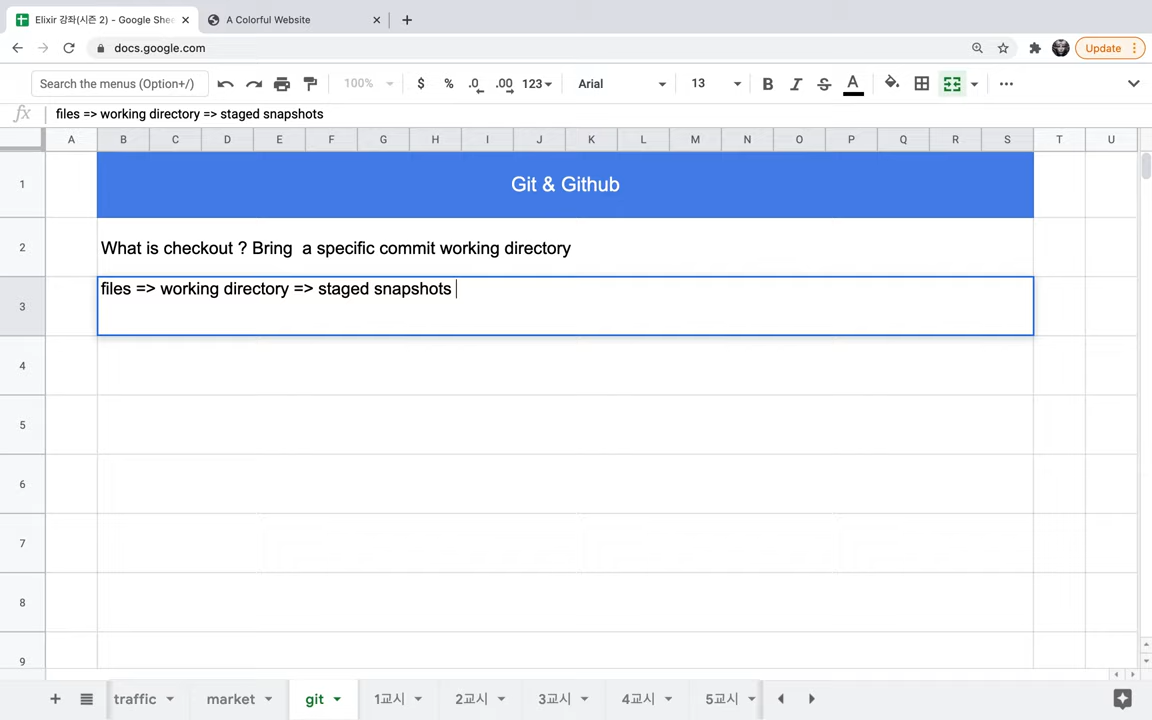 Elixir 강좌(시즌 2) - Google Shee
A Colorful Website
docs.google.com
Update
Search the menus (Option+/)
100%
$
%
.0
.00
123
Arial
13
B
I
S
A
fx
files => working directory => staged snapshots
A B C D E F G H I J K L M N O P Q R S T U
1
Git & Github
2
What is checkout ? Bring  a specific commit working directory
3
files => working directory => staged snapshots
4
5
6
7
8
9
traffic
market
git
1교시
2교시
3교시
4교시
5교시